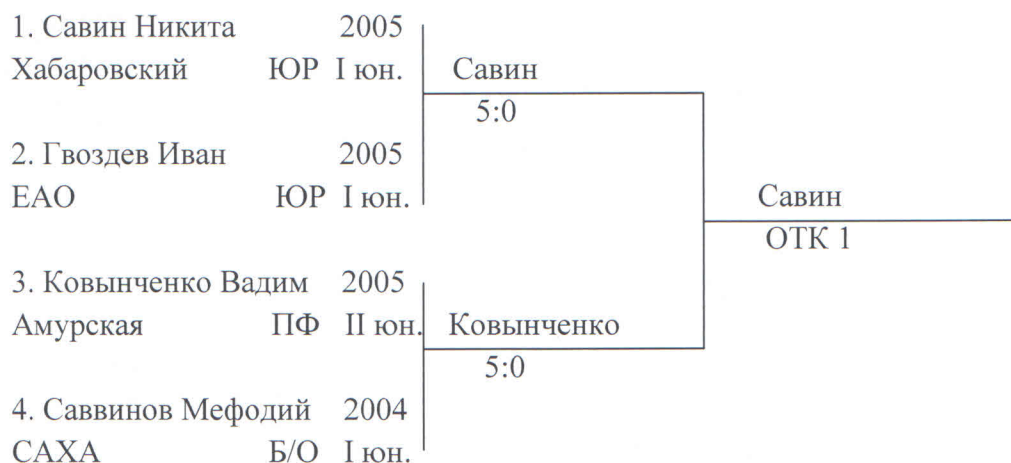 1. Савин Никита 2005
Хабаровский ЮР I юн.
Савин
5:0
2. Гвоздев Иван 2005
ЕАО ЮР I юн.
Савин
ОТК 1
3. Ковынченко Вадим 2005
Амурская ПФ II юн.
Ковынченко
5:0
4. Саввинов Мефодий 2004
САХА Б/О I юн.